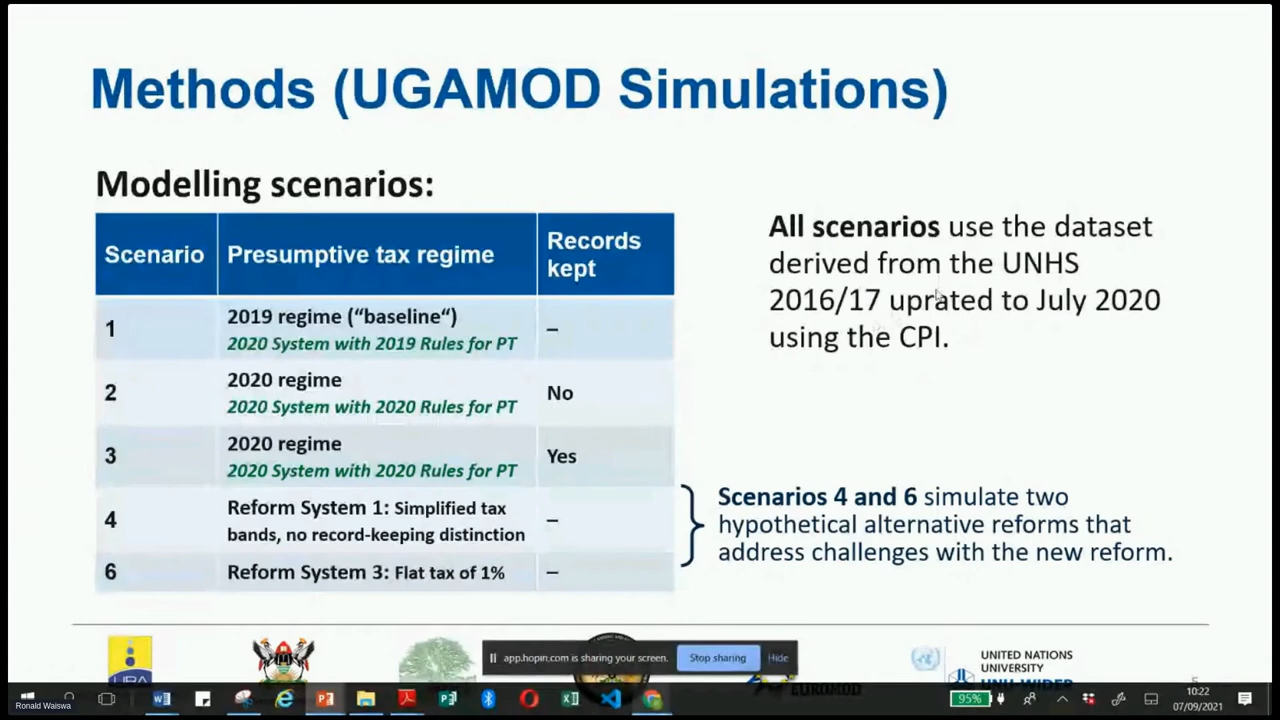 Methods (UGAMOD Simulations)
Modelling scenarios:
Scenario
Presumptive tax regime
Records
kept
1
2019 regime ("baseline")
2020 System with 2019 Rules for PT
–
2
2020 regime
2020 System with 2020 Rules for PT
No
3
2020 regime
2020 System with 2020 Rules for PT
Yes
4
Reform System 1: Simplified tax
bands, no record-keeping distinction
–
6
Reform System 3: Flat tax of 1%
–
All scenarios use the dataset
derived from the UNHS
2016/17 uprated to July 2020
using the CPI.
Scenarios 4 and 6 simulate two
hypothetical alternative reforms that
address challenges with the new reform.
URA
app.hopin.com is sharing your screen.
Stop sharing
Hide
EUROMOD
UNITED NATIONS
UNIVERSITY
UNU-WIDER
5
Ronald Waiswa
95%
10:22
07/09/2021